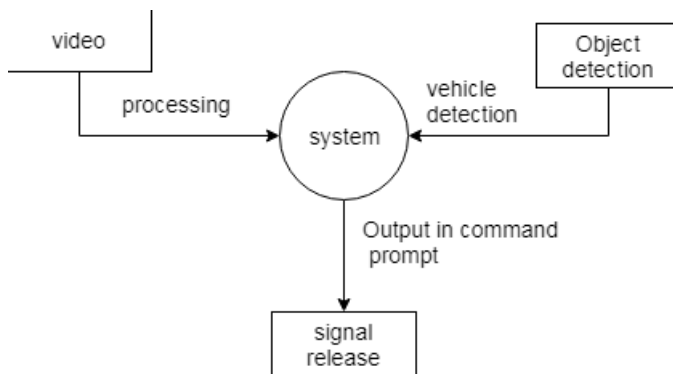 video
Object
detection
processing
vehicle
detection
system
Output in command
prompt
signal
release